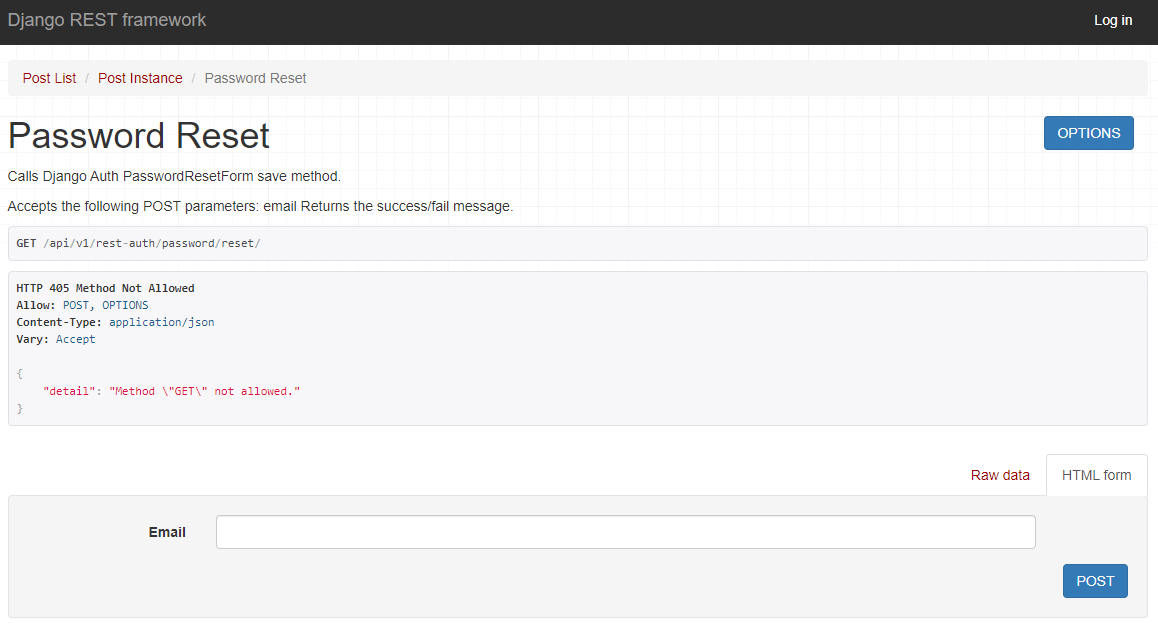 Django REST framework
Log in
Post List / Post Instance / Password Reset
Password Reset
OPTIONS
Calls Django Auth PasswordResetForm save method.
Accepts the following POST parameters: email Returns the success/fail message.
GET /api/v1/rest-auth/password/reset/
HTTP 405 Method Not Allowed
Allow: POST, OPTIONS
Content-Type: application/json
Vary: Accept
{
    "detail": "Method \"GET\" not allowed."
}
Raw data
HTML form
Email
POST